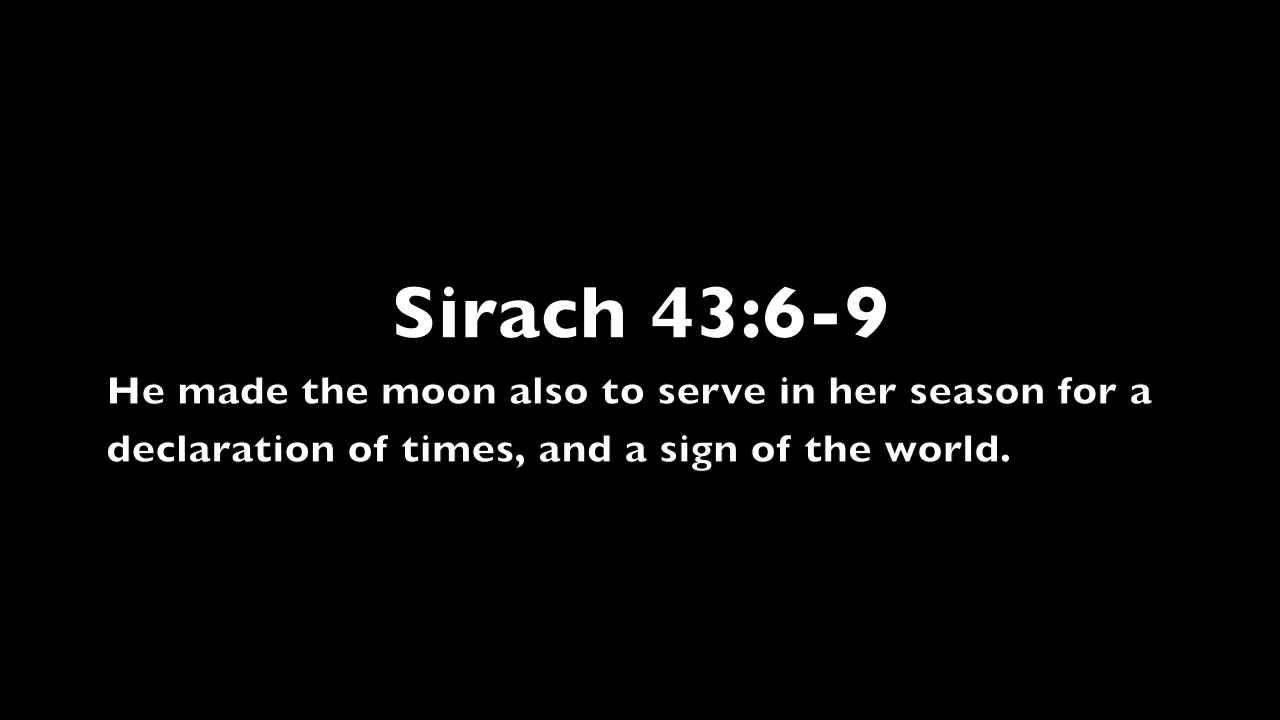 Sirach 43:6-9
He made the moon also to serve in her season for a
declaration of times, and a sign of the world.